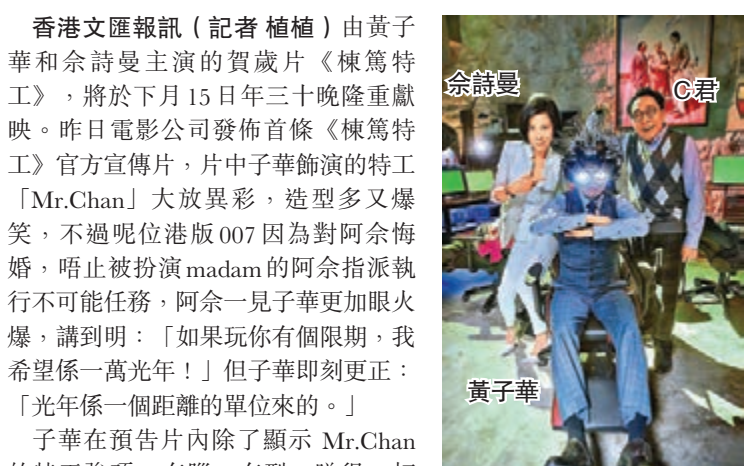 香港文匯報訊（記者 植植）由黃子
華和佘詩曼主演的賀歲片《棟篤特
工》，將於下月15日年三十晚隆重獻
映。昨日電影公司發佈首條《棟篤特
工》官方宣傳片，片中子華飾演的特工
「Mr.Chan」大放異彩，造型多又爆
笑，不過呢位港版007因為對阿佘悔
婚，唔止被扮演madam的阿佘指派執
行不可能任務，阿佘一見子華更加眼火
爆，講到明：「如果玩你有個限期，我
希望係一萬光年！」但子華即刻更正：
「光年係一個距離的單位來的。」
子華在預告片內除了顯示 Mr.Chan
佘詩曼
C君
黃子華